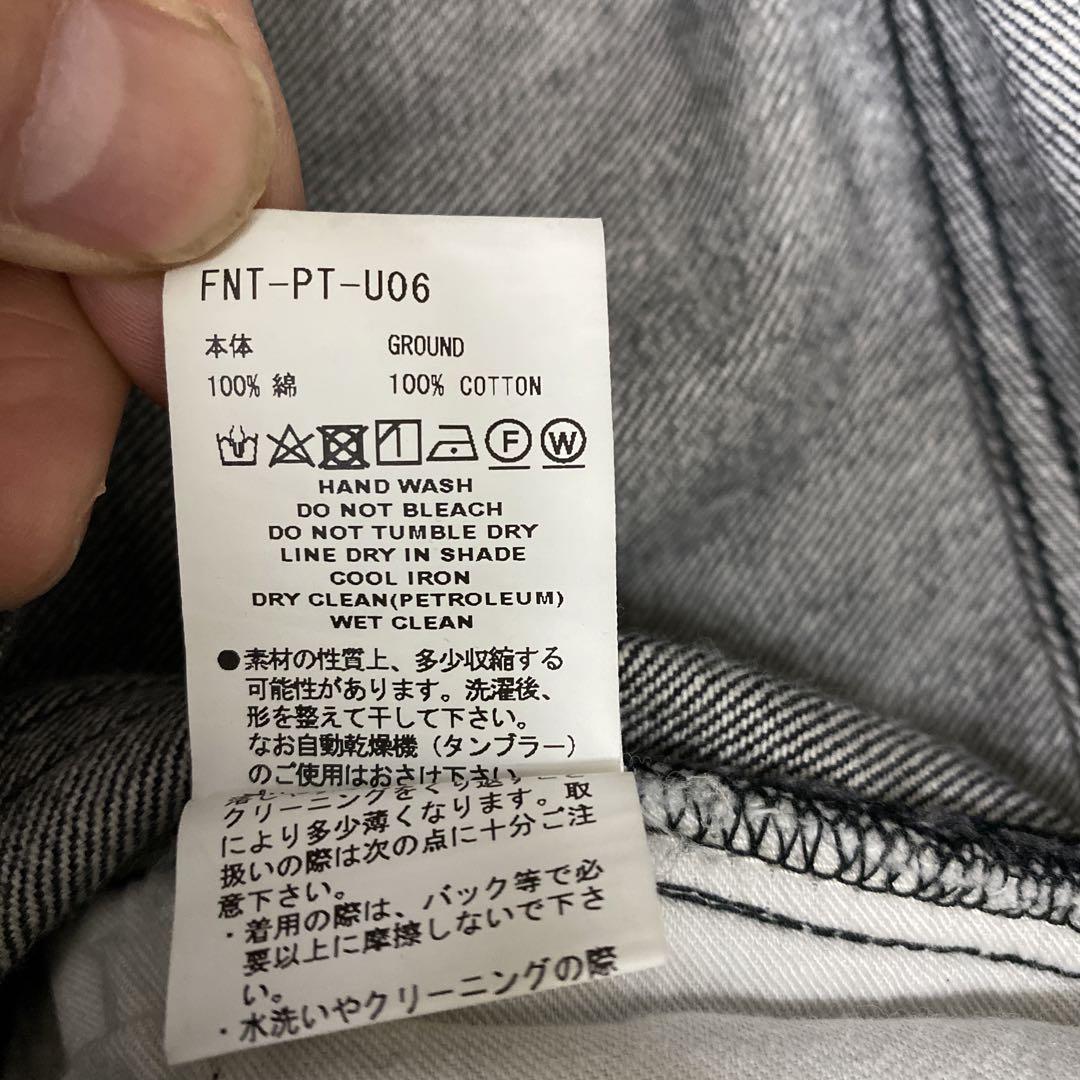 FNT-PT-U06
本体 GROUND
100% 綿 100% COTTON
F W
HAND WASH
DO NOT BLEACH
DO NOT TUMBLE DRY
LINE DRY IN SHADE
COOL IRON
DRY CLEAN(PETROLEUM)
WET CLEAN
●素材の性質上、多少収縮する
可能性があります。洗濯後、
形を整えて干して下さい。
なお自動乾燥機（タンブラー）
のご使用はおさけ下さい。
クリーニングをくり返
により多少薄くなります。取
扱いの際は次の点に十分ご注
意下さい。
・着用の際は、バック等で必
要以上に摩擦しないで下さ
い。
・水洗いやクリーニングの際